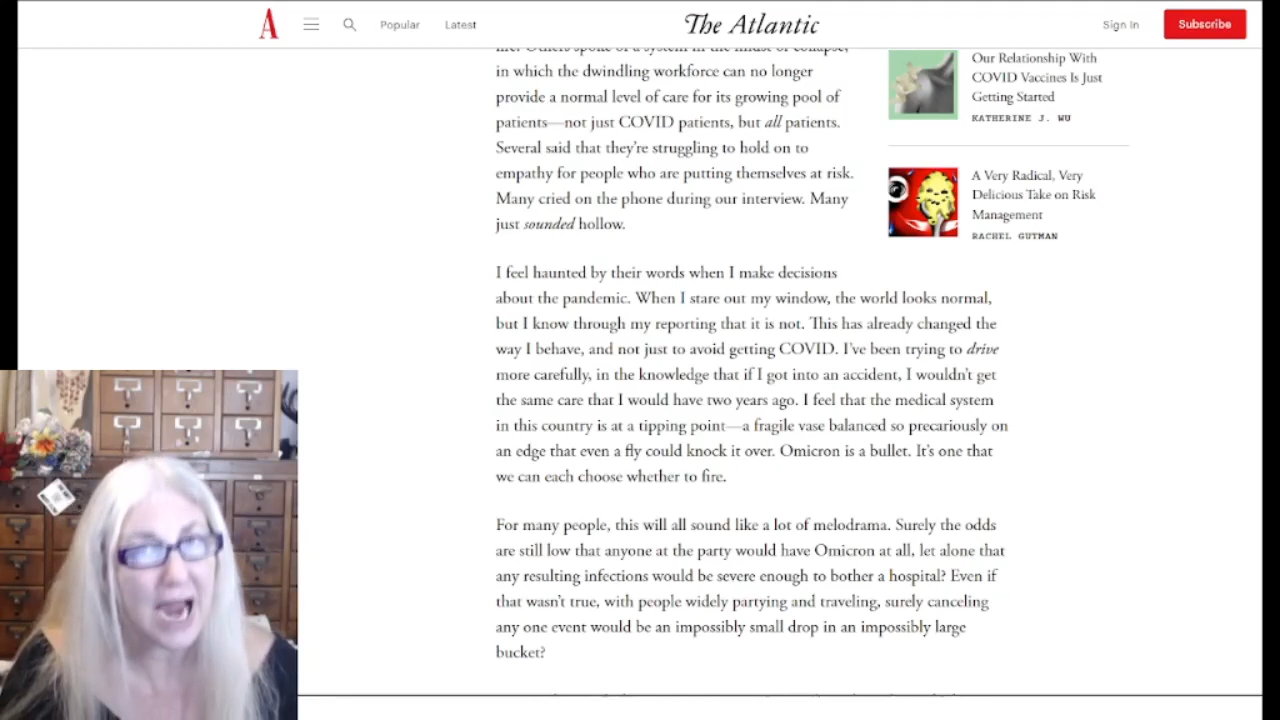 A
Popular
Latest
The Atlantic
Sign In
Subscribe
life. Others spoke of a system in the midst of collapse,
in which the dwindling workforce can no longer
provide a normal level of care for its growing pool of
patients—not just COVID patients, but all patients.
Several said that they're struggling to hold on to
empathy for people who are putting themselves at risk.
Many cried on the phone during our interview. Many
just sounded hollow.
Our Relationship With
COVID Vaccines Is Just
Getting Started
KATHERINE J. WU
A Very Radical, Very
Delicious Take on Risk
Management
RACHEL GUTMAN
I feel haunted by their words when I make decisions
about the pandemic. When I stare out my window, the world looks normal,
but I know through my reporting that it is not. This has already changed the
way I behave, and not just to avoid getting COVID. I've been trying to drive
more carefully, in the knowledge that if I got into an accident, I wouldn't get
the same care that I would have two years ago. I feel that the medical system
in this country is at a tipping point—a fragile vase balanced so precariously on
an edge that even a fly could knock it over. Omicron is a bullet. It's one that
we can each choose whether to fire.
For many people, this will all sound like a lot of melodrama. Surely the odds
are still low that anyone at the party would have Omicron at all, let alone that
any resulting infections would be severe enough to bother a hospital? Even if
that wasn't true, with people widely partying and traveling, surely canceling
any one event would be an impossibly small drop in an impossibly large
bucket?